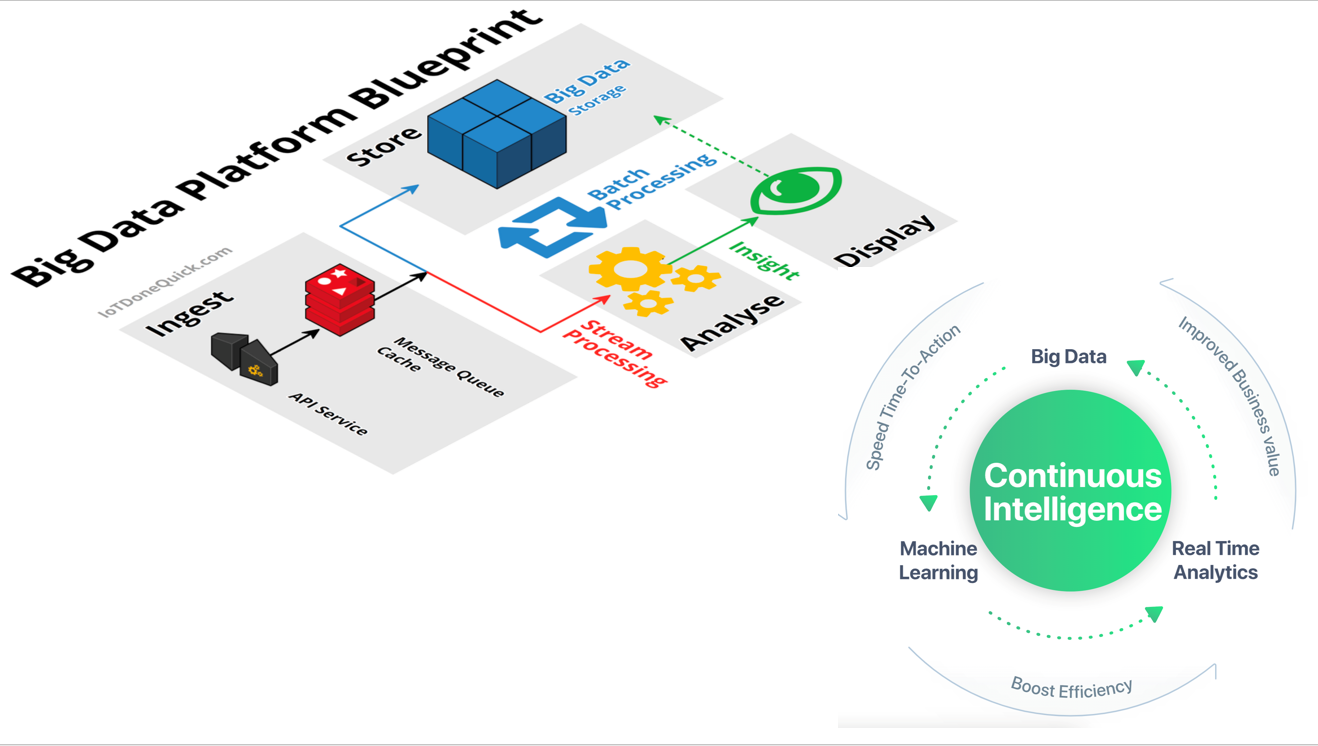 Big Data Platform Blueprint
IoTDoneQuick.com
Store
Big Data
Storage
Batch
Processing
Ingest
Message Queue
Cache
API Service
Stream
Processing
Analyse
Insight
Display
Speed Time-To-Action
Improved Business value
Big Data
Continuous
Intelligence
Machine
Learning
Real Time
Analytics
Boost Efficiency